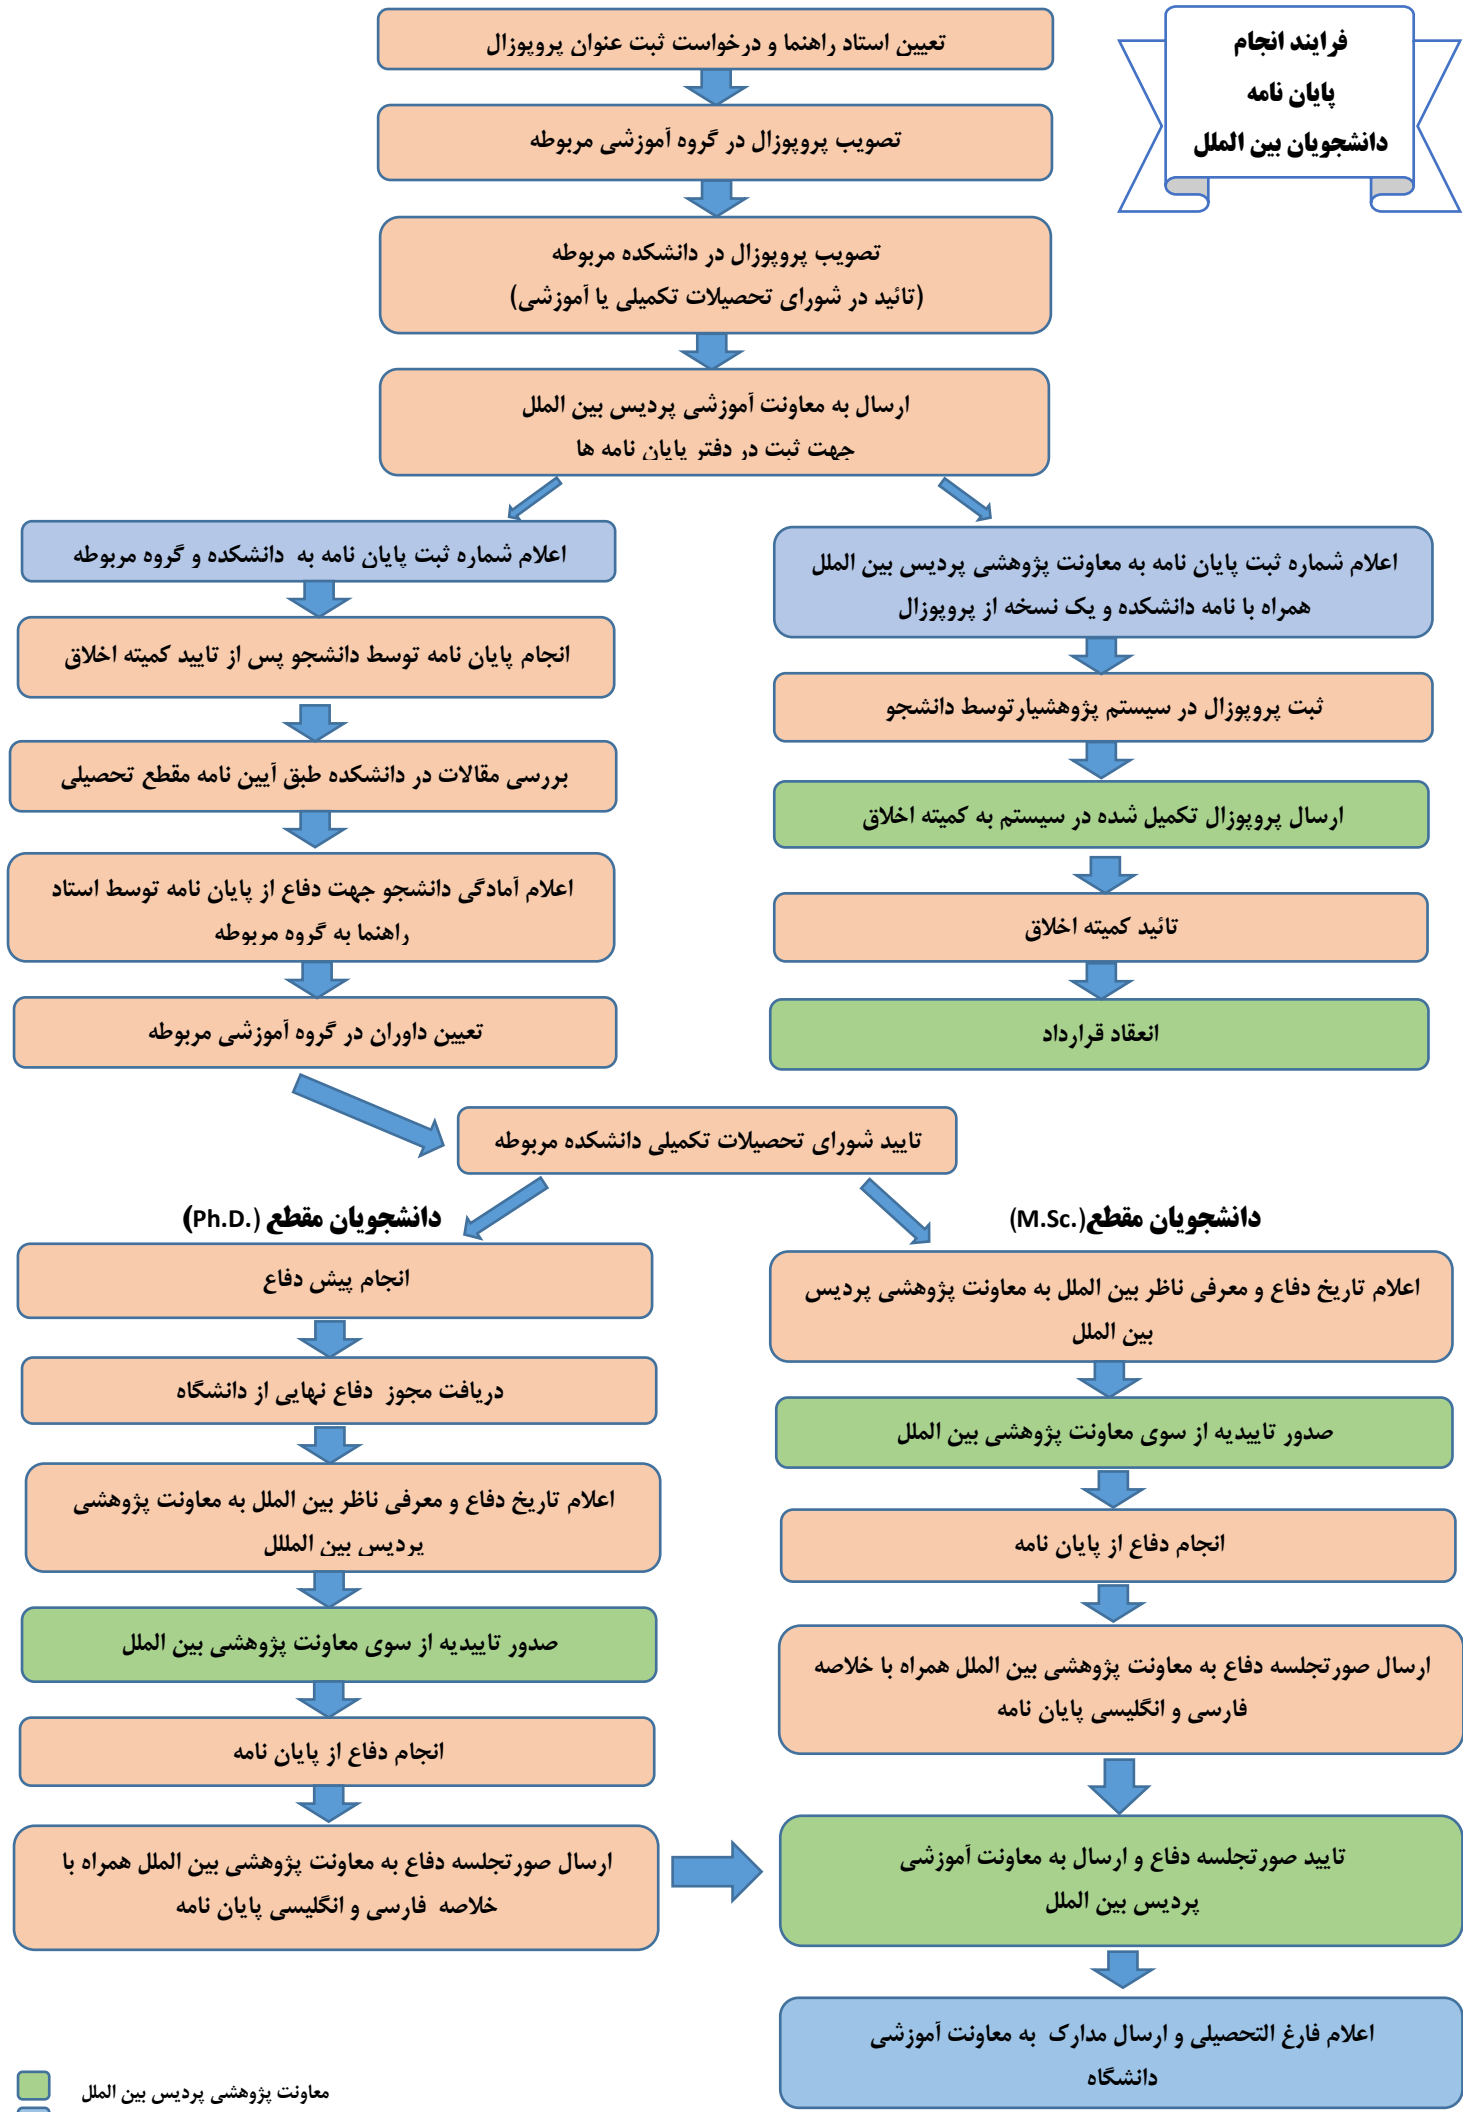 فرایند انجام
پایان نامه
دانشجویان بین الملل
تعیین استاد راهنما و درخواست ثبت عنوان پروپوزال
تصویب پروپوزال در گروه آموزشی مربوطه
تصویب پروپوزال در دانشکده مربوطه
(تائید در شورای تحصیلات تکمیلی یا آموزشی)
ارسال به معاونت آموزشی پردیس بین الملل
جهت ثبت در دفتر پایان نامه ها
اعلام شماره ثبت پایان نامه به معاونت پژوهشی پردیس بین الملل
همراه با نامه دانشکده و یک نسخه از پروپوزال
ثبت پروپوزال در سیستم پژوهشیارتوسط دانشجو
ارسال پروپوزال تکمیل شده در سیستم به کمیته اخلاق
تائید کمیته اخلاق
انعقاد قرارداد
اعلام شماره ثبت پایان نامه به دانشکده و گروه مربوطه
انجام پایان نامه توسط دانشجو پس از تایید کمیته اخلاق
بررسی مقالات در دانشکده طبق آیین نامه مقطع تحصیلی
اعلام آمادگی دانشجو جهت دفاع از پایان نامه توسط استاد
راهنما به گروه مربوطه
تعیین داوران در گروه آموزشی مربوطه
تایید شورای تحصیلات تکمیلی دانشکده مربوطه
دانشجویان مقطع(M.Sc.)
اعلام تاریخ دفاع و معرفی ناظر بین الملل به معاونت پژوهشی پردیس
بین الملل
صدور تاییدیه از سوی معاونت پژوهشی بین الملل
انجام دفاع از پایان نامه
ارسال صورتجلسه دفاع به معاونت پژوهشی بین الملل همراه با خلاصه
فارسی و انگلیسی پایان نامه
دانشجویان مقطع (Ph.D.)
انجام پیش دفاع
دریافت مجوز دفاع نهایی از دانشگاه
اعلام تاریخ دفاع و معرفی ناظر بین الملل به معاونت پژوهشی
پردیس بین المللل
صدور تاییدیه از سوی معاونت پژوهشی بین الملل
انجام دفاع از پایان نامه
ارسال صورتجلسه دفاع به معاونت پژوهشی بین الملل همراه با
خلاصه فارسی و انگلیسی پایان نامه
تایید صورتجلسه دفاع و ارسال به معاونت آموزشی
پردیس بین الملل
اعلام فارغ التحصیلی و ارسال مدارک به معاونت آموزشی
دانشگاه
معاونت پژوهشی پردیس بین الملل